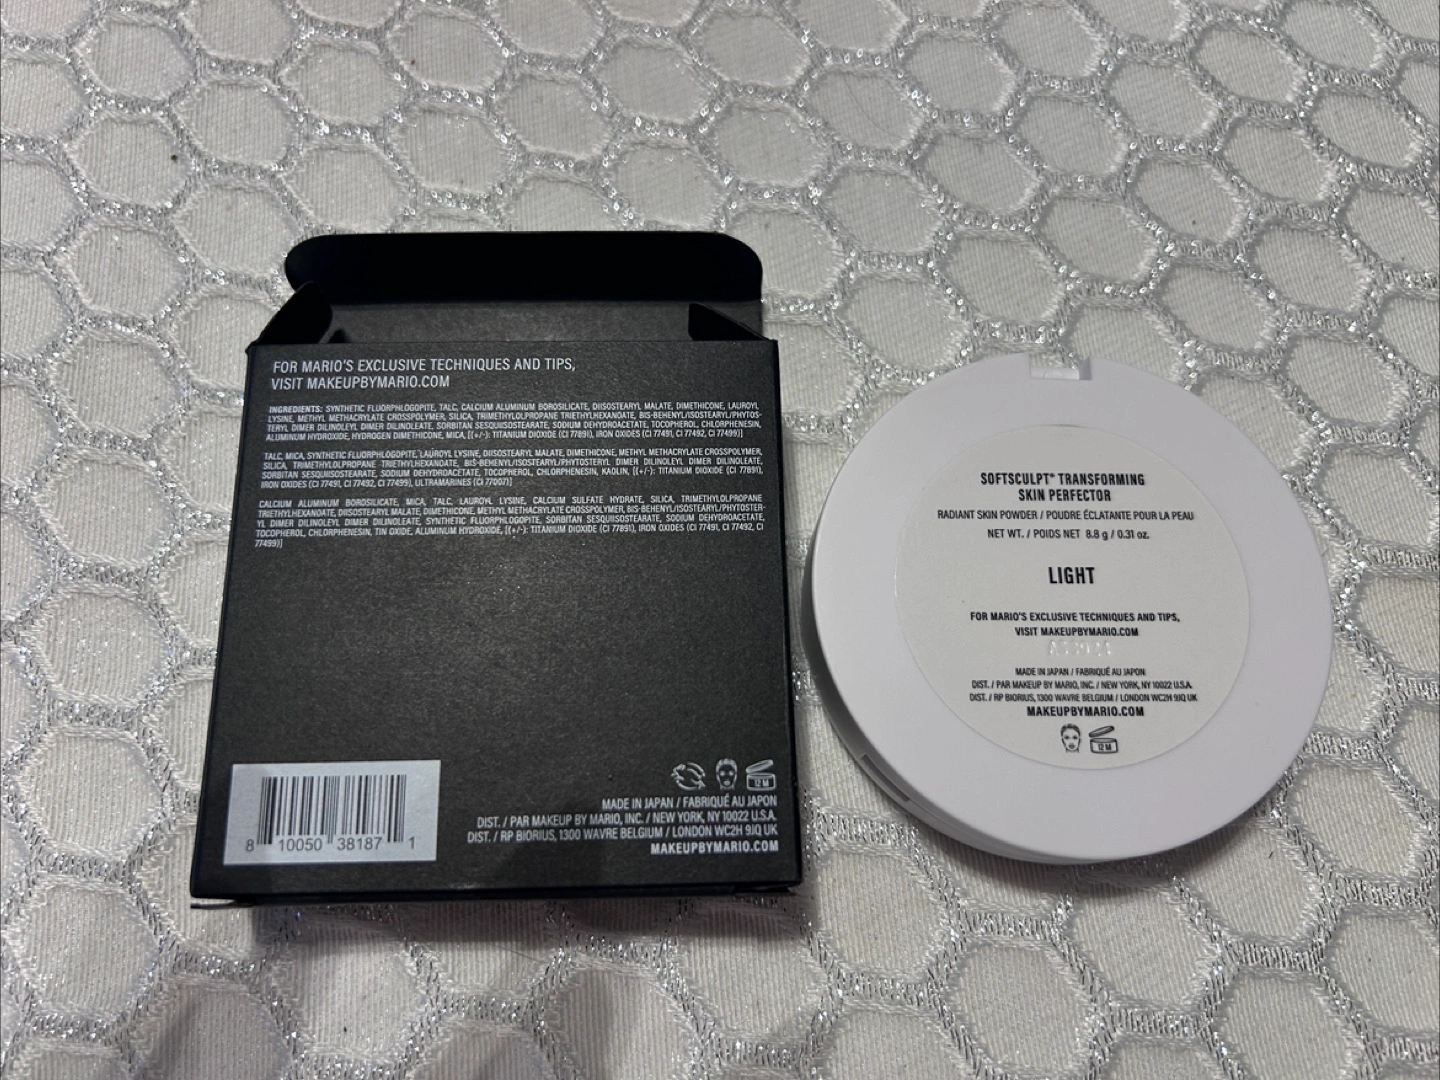 FOR MARIO'S EXCLUSIVE TECHNIQUES AND TIPS,
VISIT MAKEUPBYMARIO.COM
INGREDIENTS: SYNTHETIC FLUORPHLOGOPITE, TALC, CALCIUM ALUMINUM BOROSILICATE, DIISOSTEARYL MALATE, DIMETHICONE, LAUROYL
LYSINE, METHYL METHACRYLATE CROSSPOLYMER, SILICA, TRIMETHYLOLPROPANE TRIETHYLHEXANOATE, BIS-BEHENYL/ISOSTEARYL/PHYTOS-
TERYL DIMER DILINOLEYL DIMER DILINOLEATE, SORBITAN SESQUIISOSTEARATE, SODIUM DEHYDROACETATE, TOCOPHEROL, CHLORPHENESIN,
ALUMINUM HYDROXIDE, HYDROGEN DIMETHICONE, MICA, [(+/-): TITANIUM DIOXIDE (CI 77891), IRON OXIDES (CI 77491, CI 77492, CI 77499)]
TALC, MICA, SYNTHETIC FLUORPHLOGOPITE, LAUROYL LYSINE, DIISOSTEARYL MALATE, DIMETHICONE, METHYL METHACRYLATE CROSSPOLYMER,
SILICA, TRIMETHYLOLPROPANE TRIETHYLHEXANOATE, BIS-BEHENYL/ISOSTEARYL/PHYTOSTERYL DIMER DILINOLEYL DIMER DILINOLEATE,
SORBITAN SESQUIISOSTEARATE, SODIUM DEHYDROACETATE, TOCOPHEROL, CHLORPHENESIN, KAOLIN, [(+/-): TITANIUM DIOXIDE (CI 77891),
IRON OXIDES (CI 77491, CI 77492, CI 77499), ULTRAMARINES (CI 77007)]
CALCIUM ALUMINUM BOROSILICATE, MICA, TALC, LAUROYL LYSINE, CALCIUM SULFATE HYDRATE, SILICA, TRIMETHYLOLPROPANE
TRIETHYLHEXANOATE, DIISOSTEARYL MALATE, DIMETHICONE, METHYL METHACRYLATE CROSSPOLYMER, BIS-BEHENYL/ISOSTEARYL/PHYTOSTER-
YL DIMER DILINOLEYL DIMER DILINOLEATE, SYNTHETIC FLUORPHLOGOPITE, SORBITAN SESQUIISOSTEARATE, SODIUM DEHYDROACETATE,
TOCOPHEROL, CHLORPHENESIN, TIN OXIDE, ALUMINUM HYDROXIDE, [(+/-): TITANIUM DIOXIDE (CI 77891), IRON OXIDES (CI 77491, CI 77492, CI
77499)]
8 10050 38187 1
12 M
MADE IN JAPAN / FABRIQUÉ AU JAPON
DIST. / PAR MAKEUP BY MARIO, INC. / NEW YORK, NY 10022 U.S.A.
DIST. / RP BIORIUS, 1300 WAVRE BELGIUM / LONDON WC2H 9JQ UK
MAKEUPBYMARIO.COM
SOFTSCULPT® TRANSFORMING
SKIN PERFECTOR
RADIANT SKIN POWDER / POUDRE ÉCLATANTE POUR LA PEAU
NET WT. / POIDS NET 8.8 g / 0.31 oz.
LIGHT
FOR MARIO'S EXCLUSIVE TECHNIQUES AND TIPS,
VISIT MAKEUPBYMARIO.COM
MADE IN JAPAN / FABRIQUÉ AU JAPON
DIST. / PAR MAKEUP BY MARIO, INC. / NEW YORK, NY 10022 U.S.A.
DIST. / RP BIORIUS, 1300 WAVRE BELGIUM / LONDON WC2H 9JQ UK
MAKEUPBYMARIO.COM
12 M